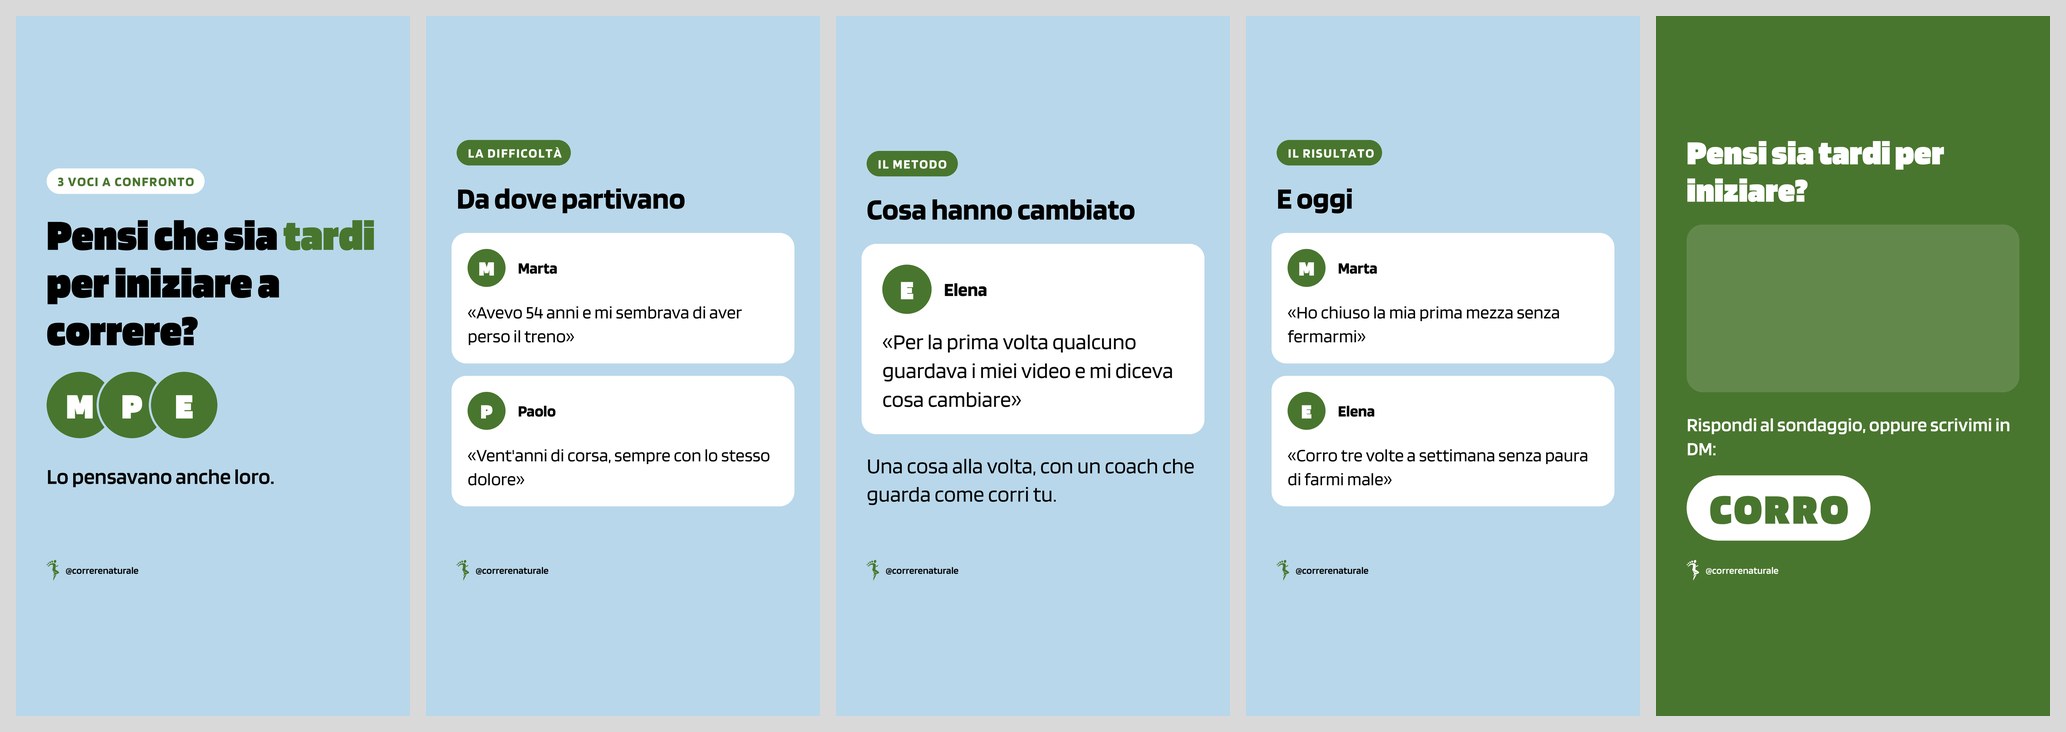 3 VOCI A CONFRONTO
Pensi che sia tardi
per iniziare a
correre?
M P E
Lo pensavano anche loro.
@correrenaturale
LA DIFFICOLTÀ
Da dove partivano
M Marta
«Avevo 54 anni e mi sembrava di aver
perso il treno»
P Paolo
«Vent'anni di corsa, sempre con lo stesso
dolore»
@correrenaturale
IL METODO
Cosa hanno cambiato
E Elena
«Per la prima volta qualcuno
guardava i miei video e mi diceva
cosa cambiare»
Una cosa alla volta, con un coach che
guarda come corri tu.
@correrenaturale
IL RISULTATO
E oggi
M Marta
«Ho chiuso la mia prima mezza senza
fermarmi»
E Elena
«Corro tre volte a settimana senza paura
di farmi male»
@correrenaturale
Pensi sia tardi per
iniziare?
Rispondi al sondaggio, oppure scrivimi in
DM:
CORRO
@correrenaturale